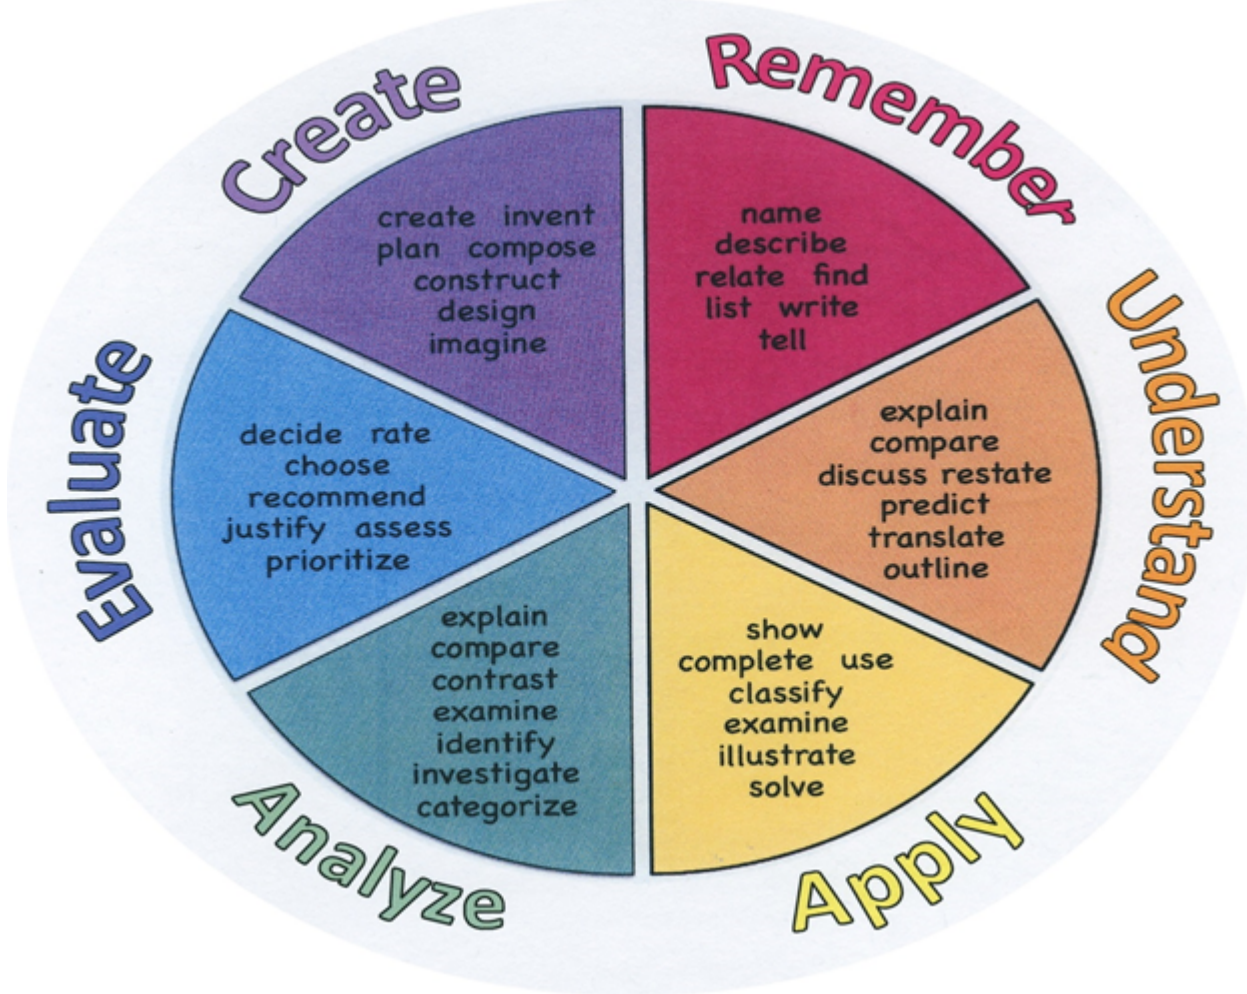 Remember
name
describe
relate find
list write
tell
Understand
explain
compare
discuss restate
predict
translate
outline
Apply
show
complete use
classify
examine
illustrate
solve
Analyze
explain
compare
contrast
examine
identify
investigate
categorize
Evaluate
decide rate
choose
recommend
justify assess
prioritize
Create
create invent
plan compose
construct
design
imagine